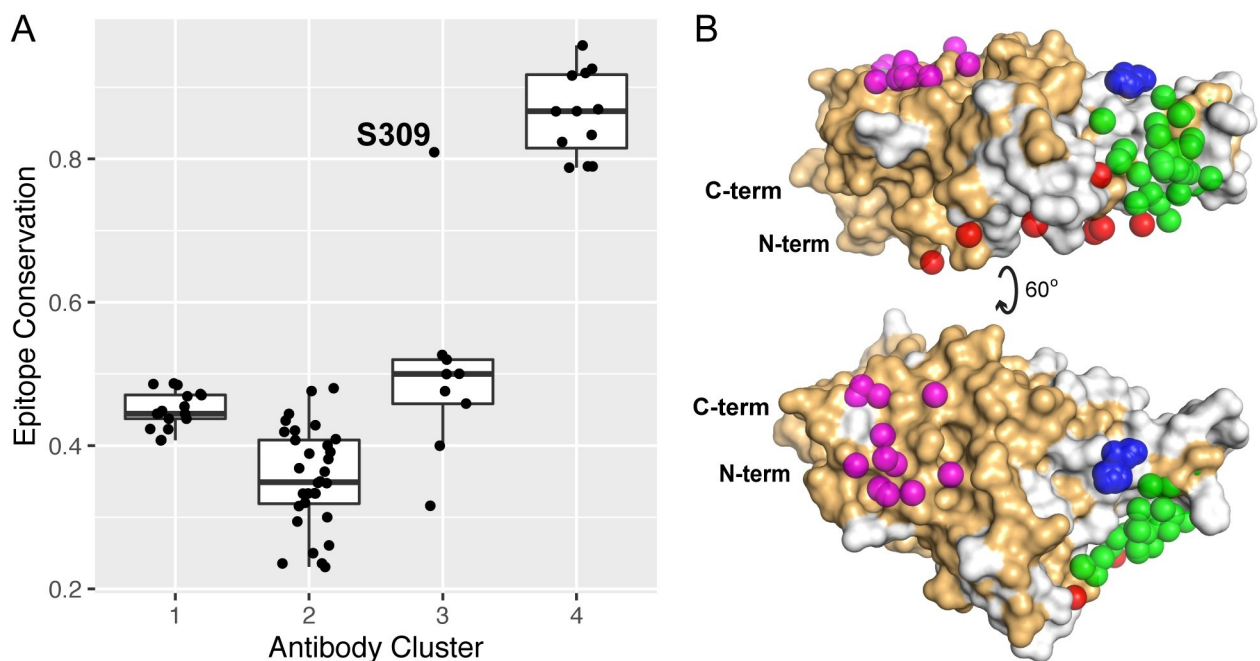 A
Epitope Conservation
0.8
0.6
0.4
0.2
S309
1 2 3 4
Antibody Cluster
B
C-term
N-term
60°
C-term
N-term